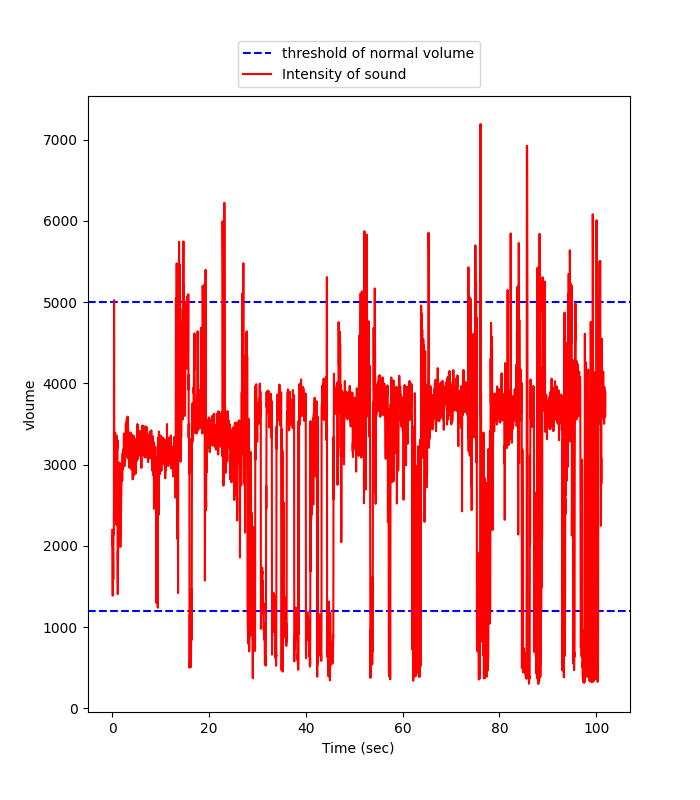 threshold of normal volume
Intensity of sound
7000
6000
5000
4000
3000
2000
1000
0
vloume
0 20 40 60 80 100
Time (sec)